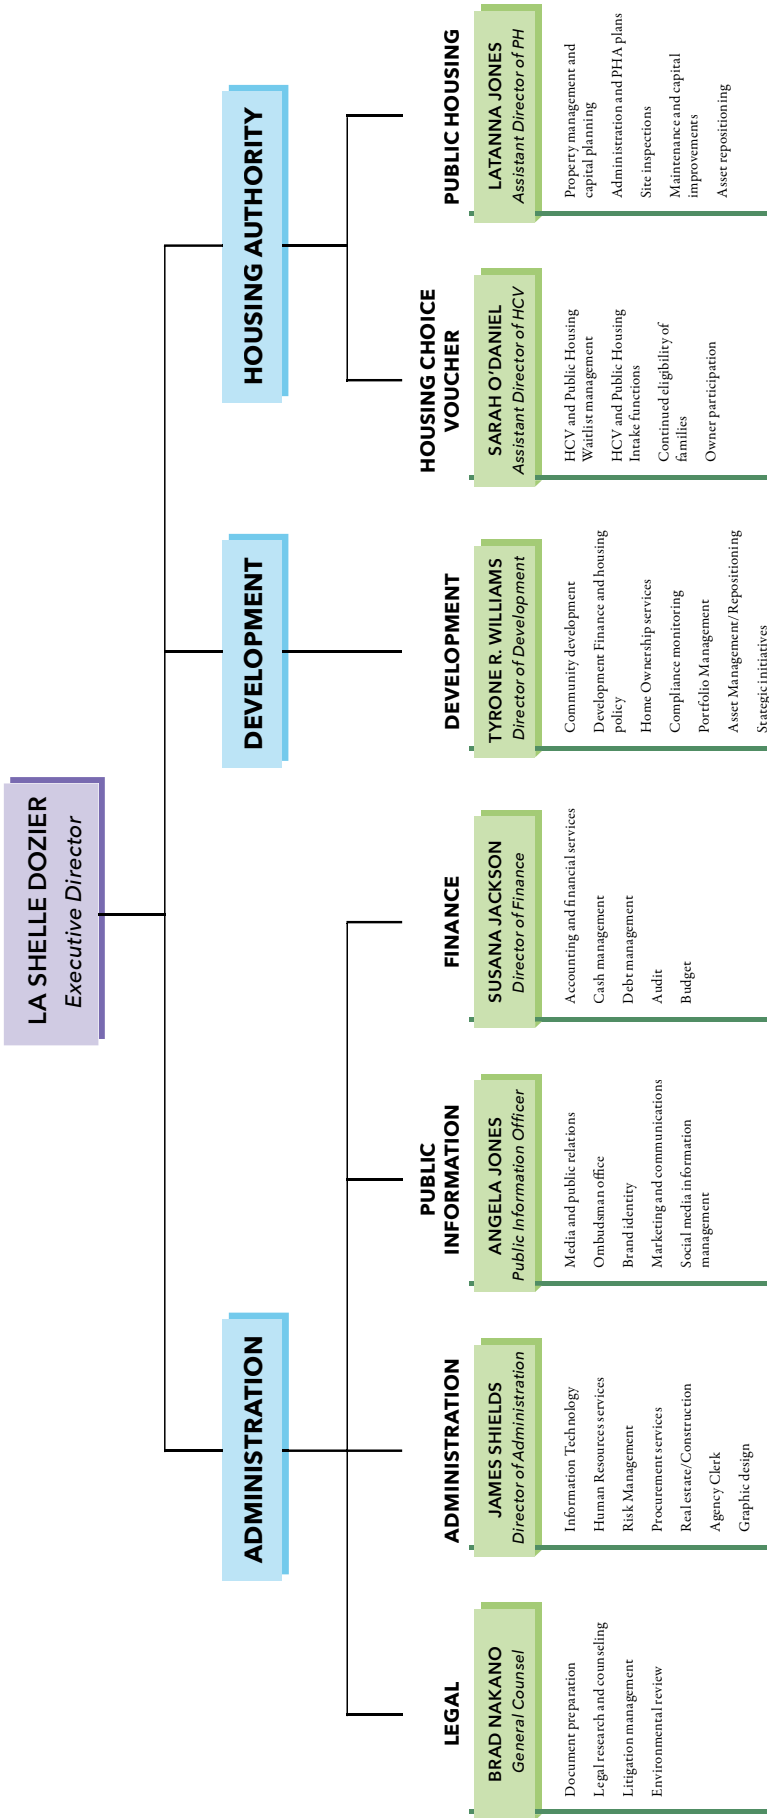 LA SHELLE DOZIER
Executive Director
ADMINISTRATION
DEVELOPMENT
HOUSING AUTHORITY
LEGAL
BRAD NAKANO
General Counsel
Document preparation
Legal research and counseling
Litigation management
Environmental review
ADMINISTRATION
JAMES SHIELDS
Director of Administration
Information Technology
Human Resources services
Risk Management
Procurement services
Real estate/Construction
Agency Clerk
Graphic design
PUBLIC
INFORMATION
ANGELA JONES
Public Information Officer
Media and public relations
Ombudsman office
Brand identity
Marketing and communications
Social media information
management
FINANCE
SUSANA JACKSON
Director of Finance
Accounting and financial services
Cash management
Debt management
Audit
Budget
DEVELOPMENT
TYRONE R. WILLIAMS
Director of Development
Community development
Development Finance and housing
policy
Home Ownership services
Compliance monitoring
Portfolio Management
Asset Management/Repositioning
Stategic initiatives
HOUSING CHOICE
VOUCHER
SARAH O'DANIEL
Assistant Director of HCV
HCV and Public Housing
Waitlist management
HCV and Public Housing
Intake functions
Continued eligibility of
families
Owner participation
PUBLIC HOUSING
LATANNA JONES
Assistant Director of PH
Property management and
capital planning
Administration and PHA plans
Site inspections
Maintenance and capital
improvements
Asset repositioning